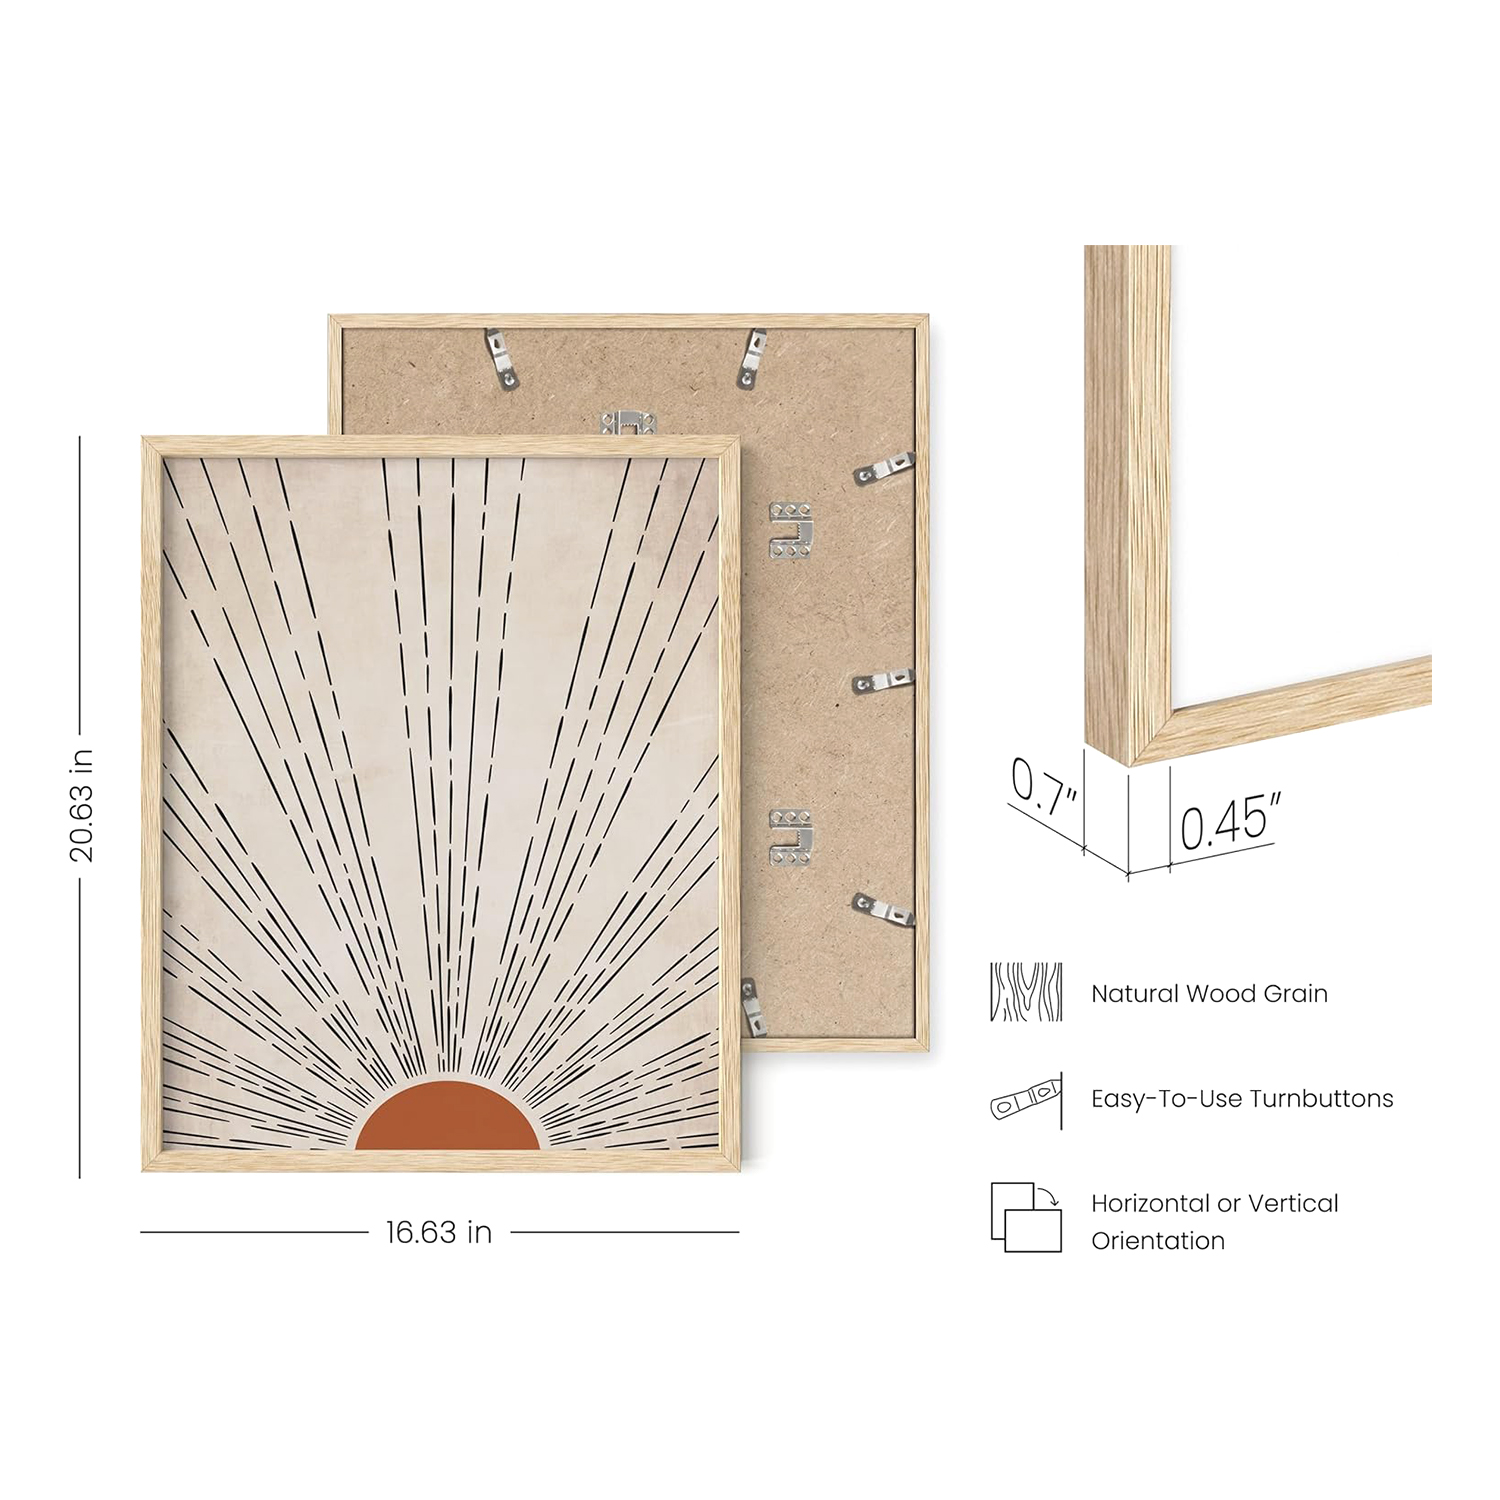 20.63 in
16.63 in
0.7"
0.45"
Natural Wood Grain
Easy-To-Use Turnbuttons
Horizontal or Vertical
Orientation